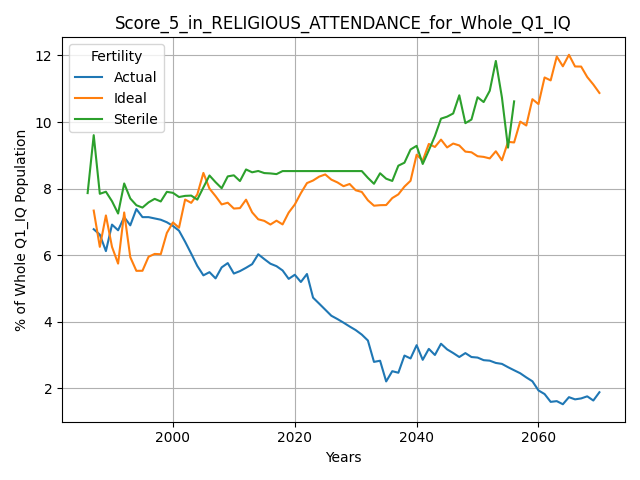 Score_5_in_RELIGIOUS_ATTENDANCE_for_Whole_Q1_IQ
Fertility
Actual
Ideal
Sterile
% of Whole Q1_IQ Population
12
10
8
6
4
2
2000
2020
2040
2060
Years